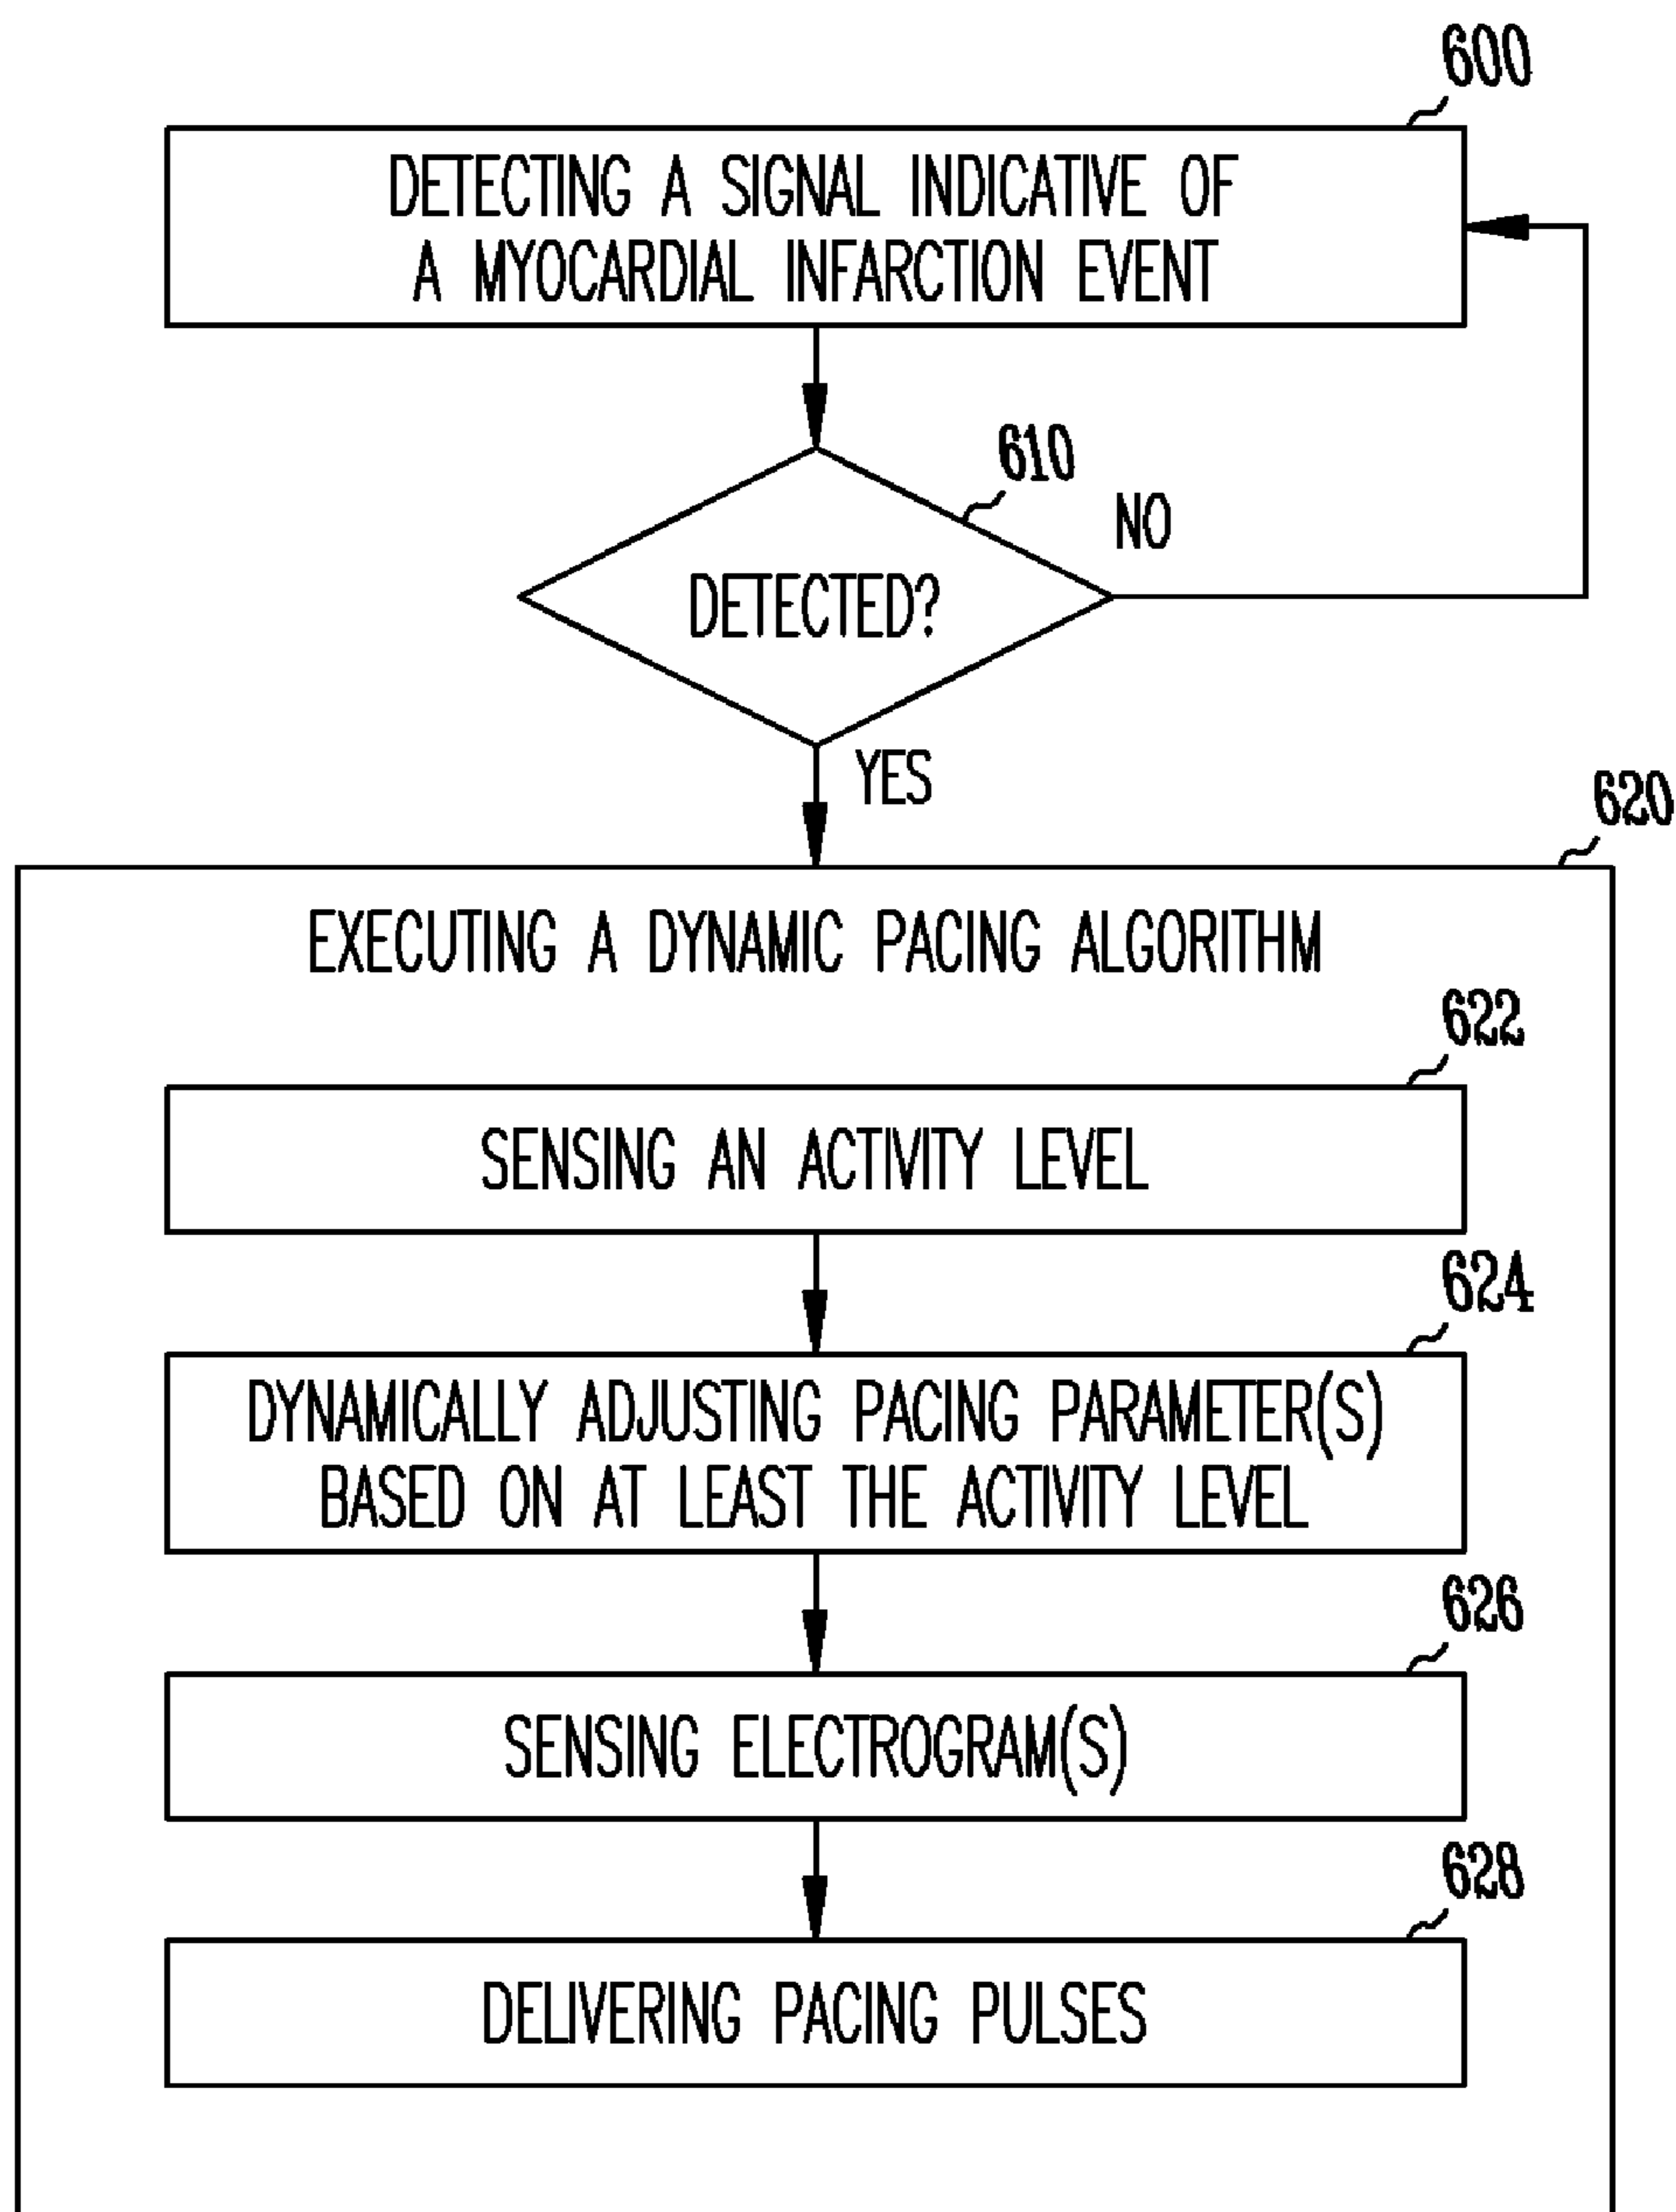 600
DETECTING A SIGNAL INDICATIVE OF
A MYOCARDIAL INFARCTION EVENT
610
NO
DETECTED?
YES
620
EXECUTING A DYNAMIC PACING ALGORITHM
622
SENSING AN ACTIVITY LEVEL
624
DYNAMICALLY ADJUSTING PACING PARAMETER(S)
BASED ON AT LEAST THE ACTIVITY LEVEL
626
SENSING ELECTROGRAM(S)
628
DELIVERING PACING PULSES